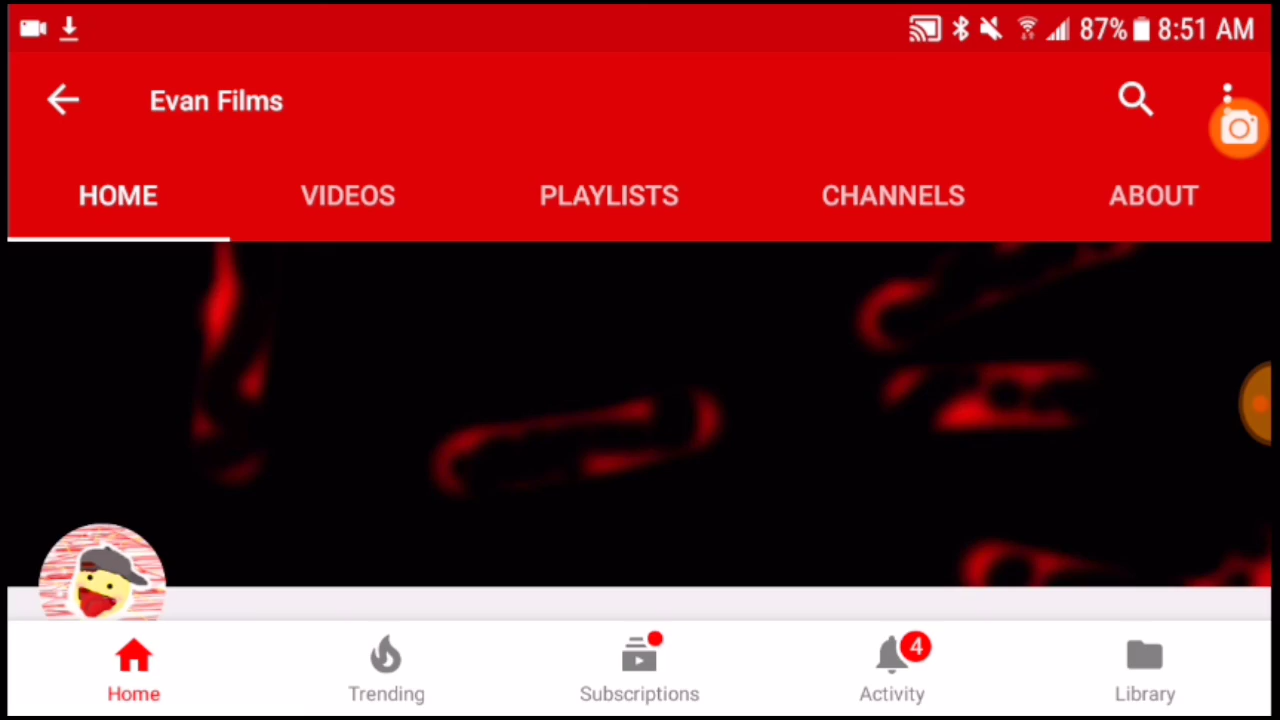 87% 8:51 AM
Evan Films
HOME VIDEOS PLAYLISTS CHANNELS ABOUT
4
Home Trending Subscriptions Activity Library